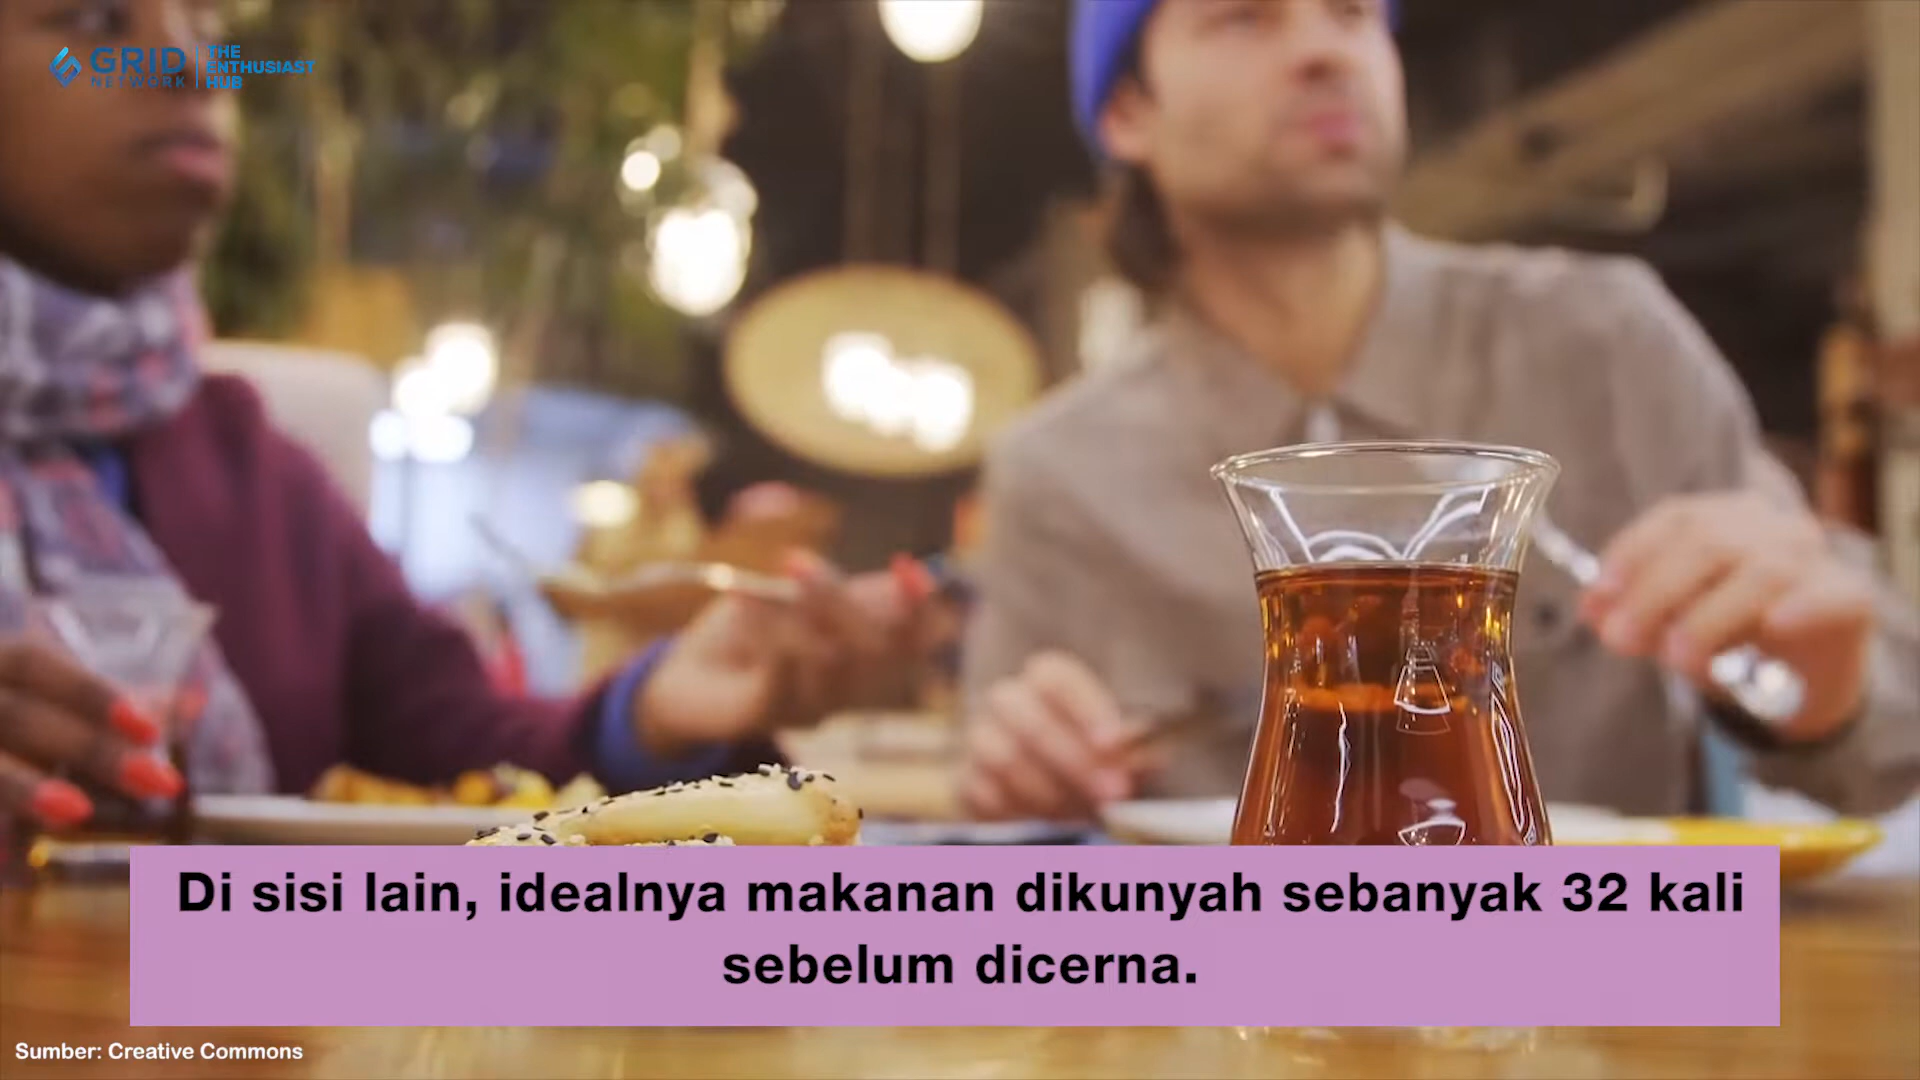 GRID
NETWORK
THE
ENTHUSIAST
HUB
Di sisi lain, idealnya makanan dikunyah sebanyak 32 kali
sebelum dicerna.
Sumber: Creative Commons